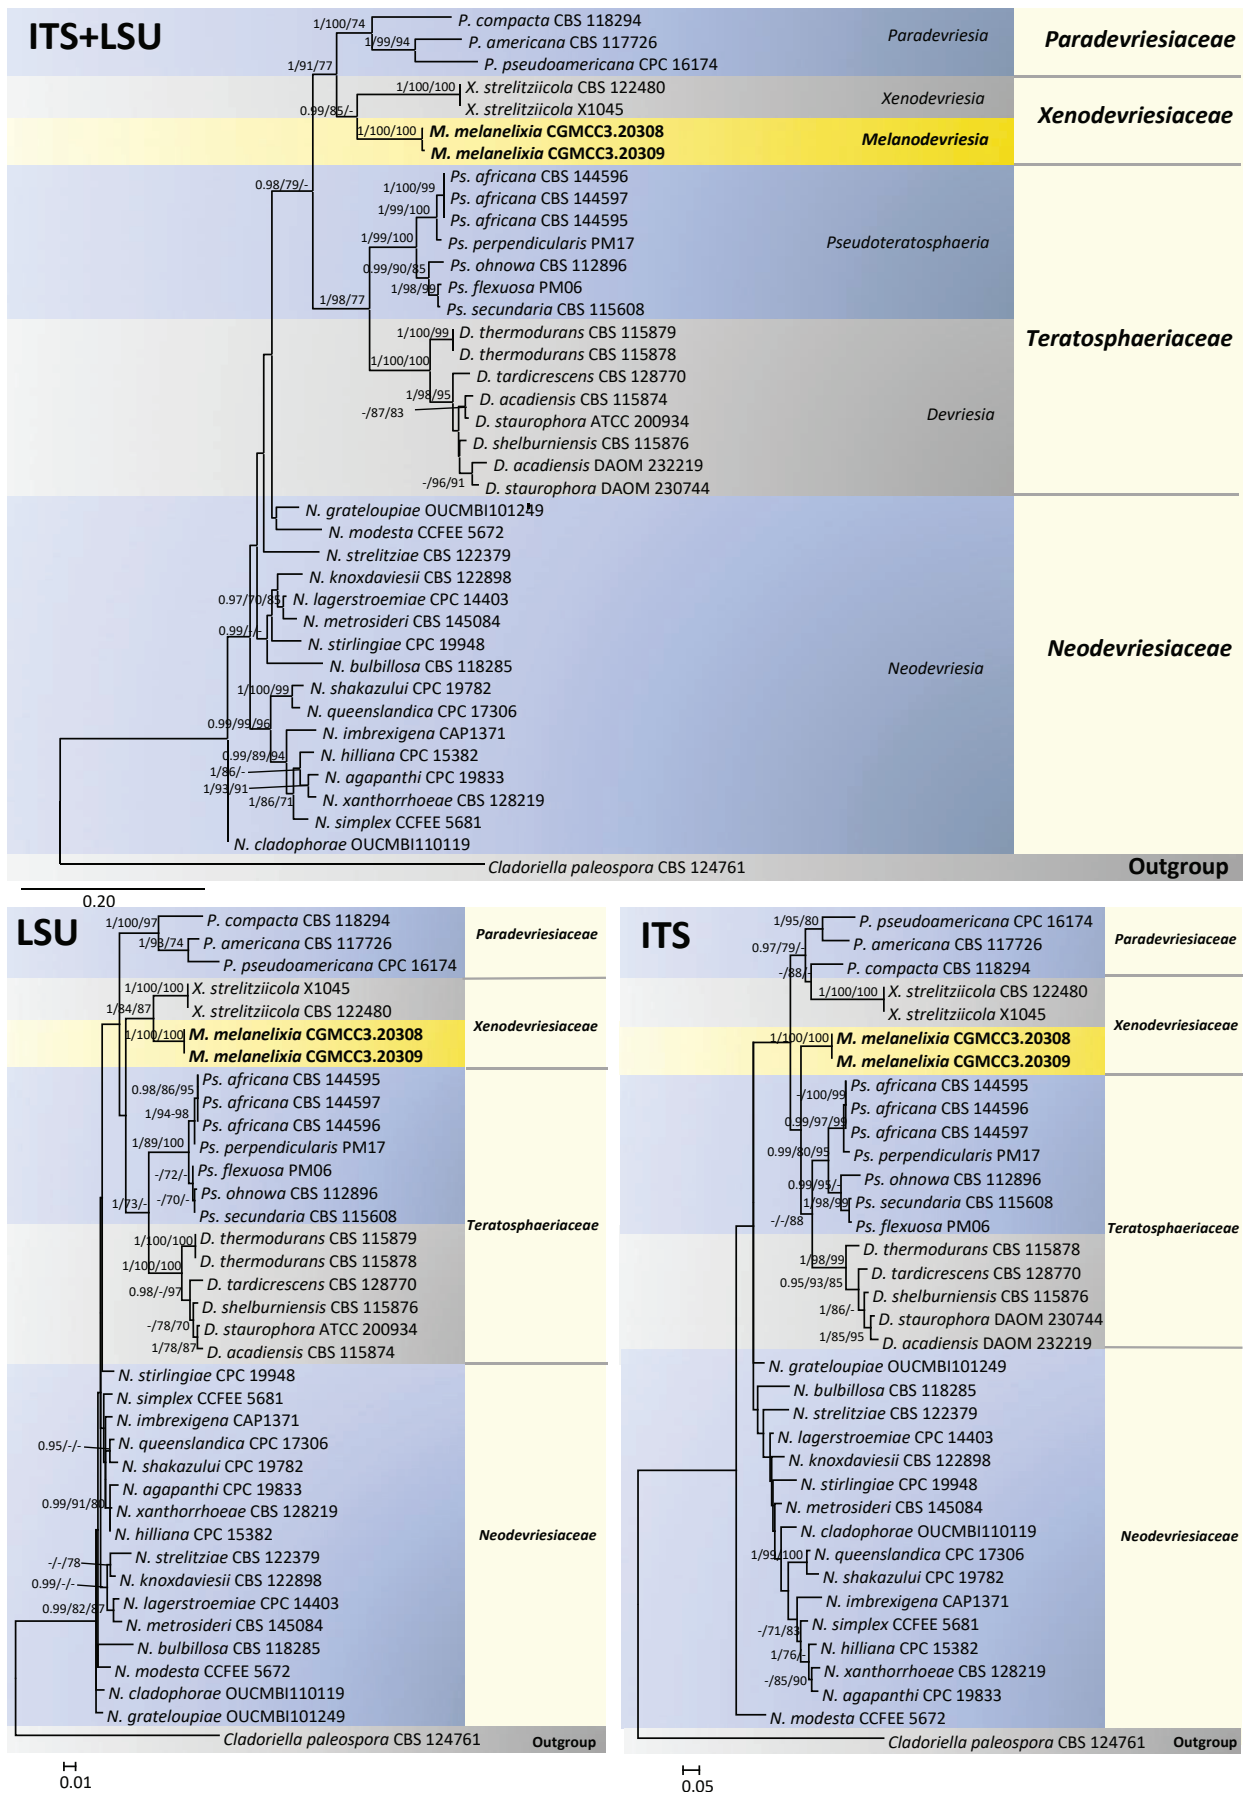 ITS+LSU
1/100/74
P. compacta CBS 118294
1/99/94
P. americana CBS 117726
Paradevriesia
Paradevriesiaceae
1/91/77
P. pseudoamericana CPC 16174
1/100/100
X. strelitziicola CBS 122480
Xenodevriesia
Xenodevriesiaceae
0.99/85/-
X. strelitziicola X1045
1/100/100
M. melanelixia CGMCC3.20308
Melanodevriesia
M. melanelixia CGMCC3.20309
0.98/79/-
1/100/99
Ps. africana CBS 144596
Ps. africana CBS 144597
1/99/100
Ps. africana CBS 144595
1/99/100
Ps. perpendicularis PM17
Pseudoteratosphaeria
0.99/90/85
Ps. ohnowa CBS 112896
1/98/99
Ps. flexuosa PM06
1/98/77
Ps. secundaria CBS 115608
1/100/99
D. thermodurans CBS 115879
Teratosphaeriaceae
1/100/100
D. thermodurans CBS 115878
D. tardicrescens CBS 128770
1/98/95
D. acadiensis CBS 115874
-/87/83
D. staurophora ATCC 200934
Devriesia
D. shelburniensis CBS 115876
D. acadiensis DAOM 232219
-/96/91
D. staurophora DAOM 230744
N. grateloupiae OUCMBI101249
N. modesta CCFEE 5672
N. strelitziae CBS 122379
N. knoxdaviesii CBS 122898
0.97/70/85
N. lagerstroemiae CPC 14403
N. metrosideri CBS 145084
0.99/-/-
N. stirlingiae CPC 19948
Neodevriesiaceae
N. bulbillosa CBS 118285
Neodevriesia
1/100/99
N. shakazului CPC 19782
N. queenslandica CPC 17306
0.99/99/96
N. imbrexigena CAP1371
0.99/89/94
N. hilliana CPC 15382
1/86/-
N. agapanthi CPC 19833
1/93/91
1/86/71
N. xanthorrhoeae CBS 128219
N. simplex CCFEE 5681
N. cladophorae OUCMBI110119
Cladoriella paleospora CBS 124761
Outgroup
0.20
LSU
1/100/97
P. compacta CBS 118294
1/98/74
P. americana CBS 117726
Paradevriesiaceae
P. pseudoamericana CPC 16174
1/100/100
X. strelitziicola X1045
1/84/87
X. strelitziicola CBS 122480
Xenodevriesiaceae
1/100/100
M. melanelixia CGMCC3.20308
M. melanelixia CGMCC3.20309
0.98/86/95
Ps. africana CBS 144595
Ps. africana CBS 144597
1/94-98
Ps. africana CBS 144596
1/89/100
Ps. perpendicularis PM17
-/72/-
Ps. flexuosa PM06
-/70/-
Ps. ohnowa CBS 112896
1/73/-
Ps. secundaria CBS 115608
Teratosphaeriaceae
1/100/100
D. thermodurans CBS 115879
1/100/100
D. thermodurans CBS 115878
0.98/-/97
D. tardicrescens CBS 128770
D. shelburniensis CBS 115876
-/78/70
D. staurophora ATCC 200934
1/78/87
D. acadiensis CBS 115874
N. stirlingiae CPC 19948
N. simplex CCFEE 5681
N. imbrexigena CAP1371
0.95/-/-
N. queenslandica CPC 17306
N. shakazului CPC 19782
N. agapanthi CPC 19833
0.99/91/80
N. xanthorrhoeae CBS 128219
N. hilliana CPC 15382
Neodevriesiaceae
-/-/78
N. strelitziae CBS 122379
0.99/-/-
N. knoxdaviesii CBS 122898
0.99/82/87
N. lagerstroemiae CPC 14403
N. metrosideri CBS 145084
N. bulbillosa CBS 118285
N. modesta CCFEE 5672
N. cladophorae OUCMBI110119
N. grateloupiae OUCMBI101249
Cladoriella paleospora CBS 124761
Outgroup
0.01
ITS
1/95/80
P. pseudoamericana CPC 16174
0.97/79/-
P. americana CBS 117726
Paradevriesiaceae
-/88/-
P. compacta CBS 118294
1/100/100
X. strelitziicola CBS 122480
X. strelitziicola X1045
Xenodevriesiaceae
1/100/100
M. melanelixia CGMCC3.20308
M. melanelixia CGMCC3.20309
-/100/99
Ps. africana CBS 144595
Ps. africana CBS 144596
0.99/97/99
Ps. africana CBS 144597
0.99/80/95
Ps. perpendicularis PM17
0.99/95/-
Ps. ohnowa CBS 112896
1/98/99
Ps. secundaria CBS 115608
-/-/88
Ps. flexuosa PM06
Teratosphaeriaceae
1/98/99
D. thermodurans CBS 115878
0.95/93/85
D. tardicrescens CBS 128770
D. shelburniensis CBS 115876
1/86/-
D. staurophora DAOM 230744
1/85/95
D. acadiensis DAOM 232219
N. grateloupiae OUCMBI101249
N. bulbillosa CBS 118285
N. strelitziae CBS 122379
N. lagerstroemiae CPC 14403
N. knoxdaviesii CBS 122898
N. stirlingiae CPC 19948
N. metrosideri CBS 145084
N. cladophorae OUCMBI110119
Neodevriesiaceae
1/99/100
N. queenslandica CPC 17306
N. shakazului CPC 19782
N. imbrexigena CAP1371
-/71/83
N. simplex CCFEE 5681
1/76/-
N. hilliana CPC 15382
-/85/90
N. xanthorrhoeae CBS 128219
N. agapanthi CPC 19833
N. modesta CCFEE 5672
Cladoriella paleospora CBS 124761
Outgroup
0.05